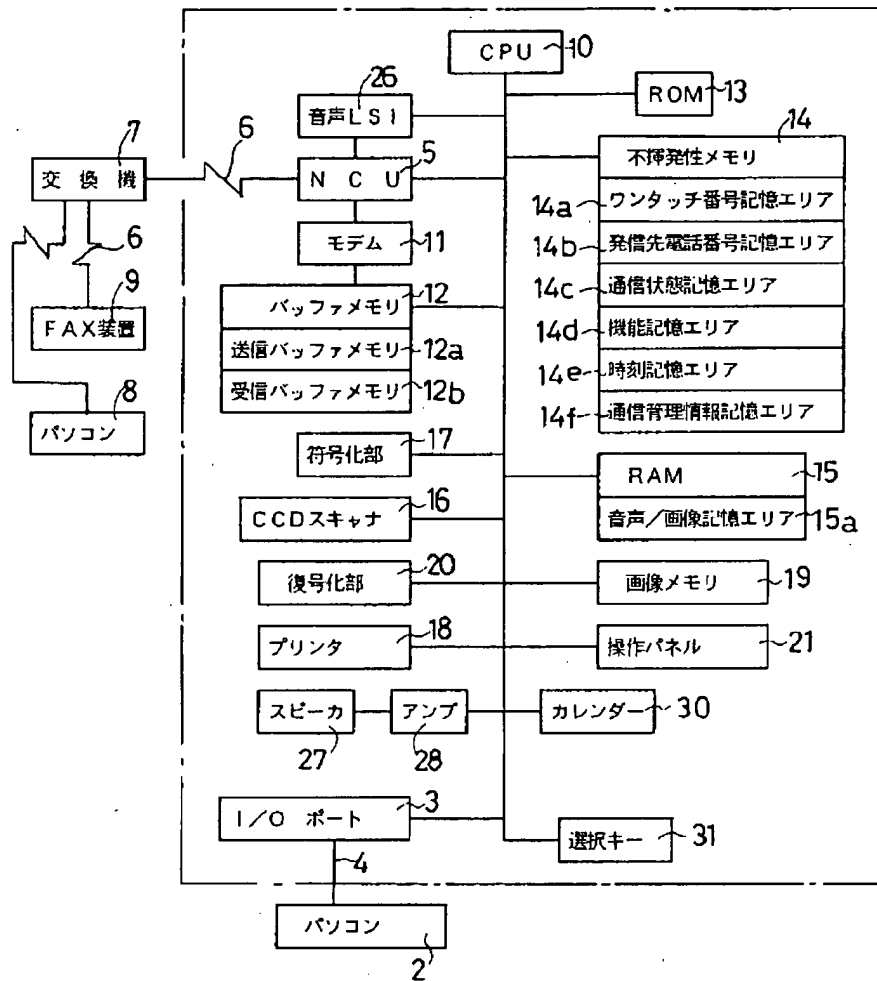 CPU
10
ROM
13
26
音声LSI
14
不揮発性メモリ
7
6
5
交換機
NCU
14a
ワンタッチ番号記憶エリア
モデム
11
14b
発信先電話番号記憶エリア
6
14c
通信状態記憶エリア
9
FAX装置
バッファメモリ
12
14d
機能記憶エリア
送信バッファメモリ
12a
14e
時刻記憶エリア
受信バッファメモリ
12b
14f
通信管理情報記憶エリア
8
パソコン
符号化部
17
RAM
15
CCDスキャナ
16
音声/画像記憶エリア
15a
復号化部
20
画像メモリ
19
プリンタ
18
操作パネル
21
スピーカ
27
アンプ
28
カレンダー
30
I/O ポート
3
選択キー
31
4
パソコン
2